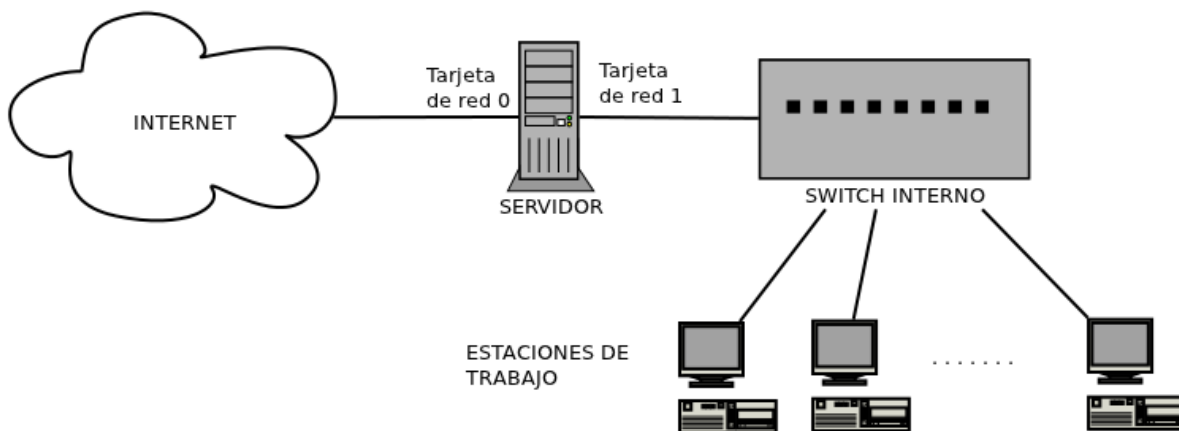 INTERNET
Tarjeta
de red 0
SERVIDOR
Tarjeta
de red 1
SWITCH INTERNO
ESTACIONES DE
TRABAJO
. . . . . . .